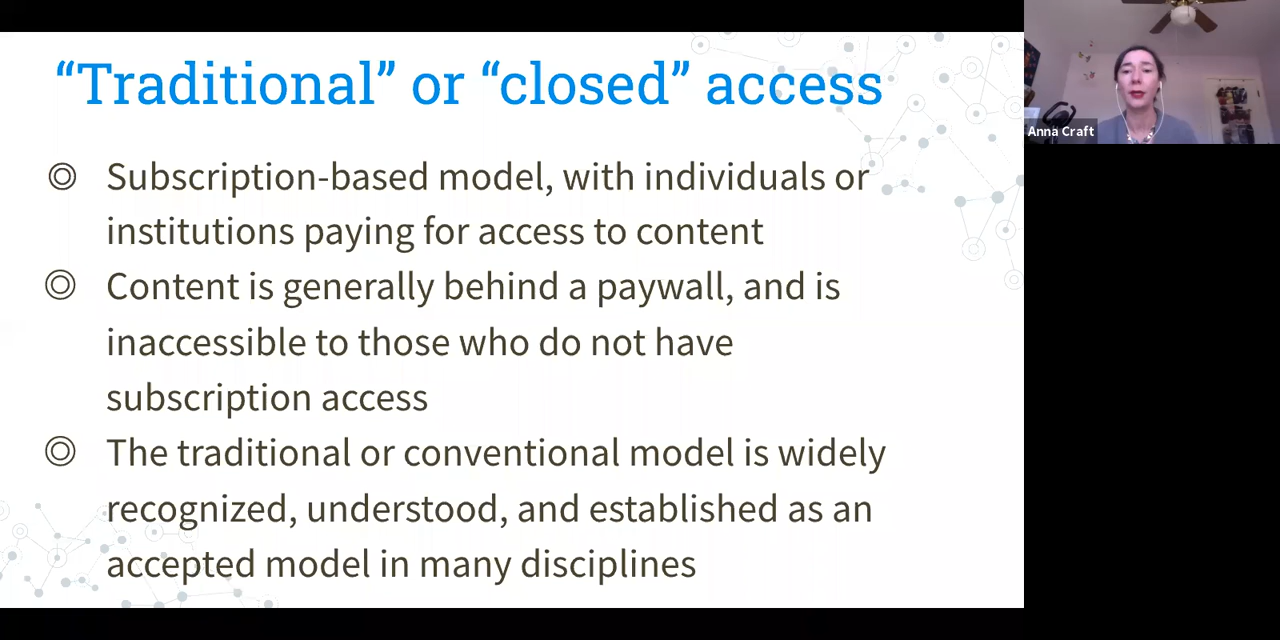 “Traditional” or “closed” access
Subscription-based model, with individuals or
institutions paying for access to content
Content is generally behind a paywall, and is
inaccessible to those who do not have
subscription access
The traditional or conventional model is widely
recognized, understood, and established as an
accepted model in many disciplines
Anna Craft